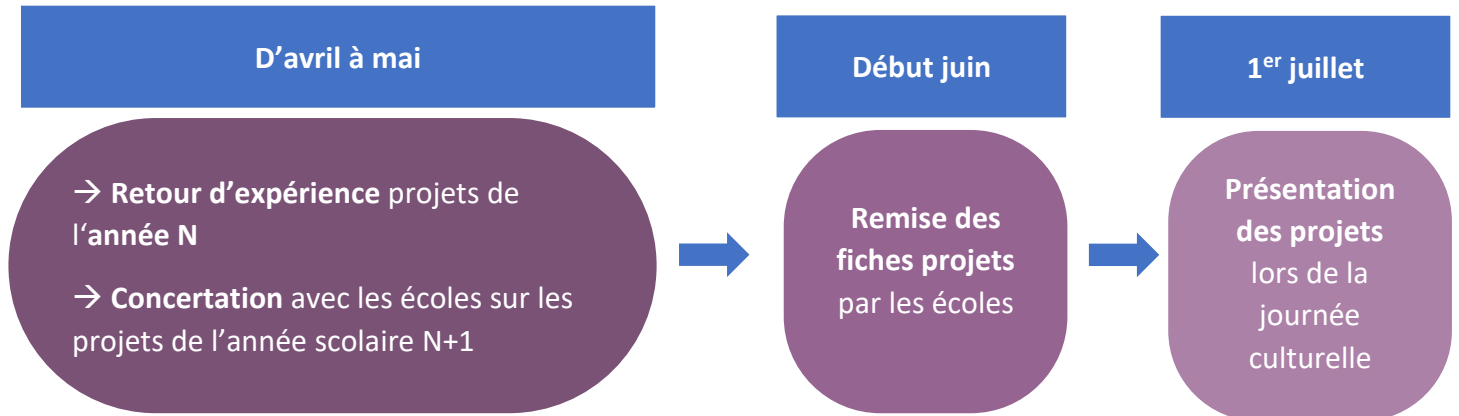 D’avril à mai
→ Retour d’expérience projets de
l‘année N
→ Concertation avec les écoles sur les
projets de l’année scolaire N+1
Début juin
Remise des
fiches projets
par les écoles
1er juillet
Présentation
des projets
lors de la
journée
culturelle